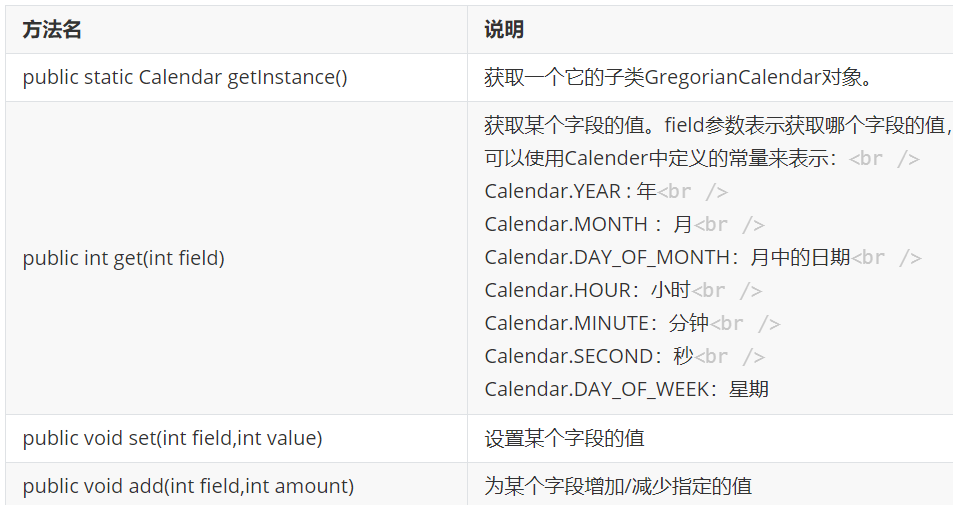 方法名 说明
public static Calendar getInstance() 获取一个它的子类GregorianCalendar对象。
获取某个字段的值。field参数表示获取哪个字段的值，
可以使用Calender中定义的常量来表示：<br />
Calendar.YEAR : 年<br />
Calendar.MONTH ：月<br />
public int get(int field) Calendar.DAY_OF_MONTH：月中的日期<br />
Calendar.HOUR：小时<br />
Calendar.MINUTE：分钟<br />
Calendar.SECOND：秒<br />
Calendar.DAY_OF_WEEK：星期
public void set(int field,int value) 设置某个字段的值
public void add(int field,int amount) 为某个字段增加/减少指定的值